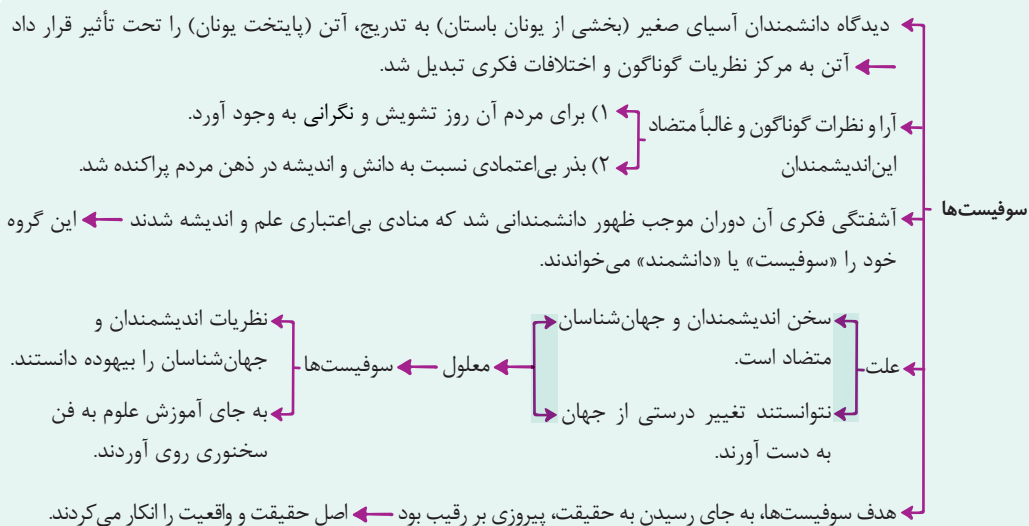 دیدگاه دانشمندان آسیای صغیر (بخشی از یونان باستان) به تدریج، آتن (پایتخت یونان) را تحت تأثیر قرار داد
آتن به مرکز نظریات گوناگون و اختلافات فکری تبدیل شد.
آرا و نظرات گوناگون و غالباً متضاد
این‌اندیشمندان
۱) برای مردم آن روز تشویش و نگرانی به وجود آورد.
۲) بذر بی‌اعتمادی نسبت به دانش و اندیشه در ذهن مردم پراکنده شد.
سوفیست‌ها
آشفتگی فکری آن دوران موجب ظهور دانشمندانی شد که منادی بی‌اعتباری علم و اندیشه شدند این گروه
خود را «سوفیست» یا «دانشمند» می‌خواندند.
علت
سخن اندیشمندان و جهان‌شناسان
متضاد است.
نتوانستند تغییر درستی از جهان
به دست آورند.
معلول
سوفیست‌ها
نظریات اندیشمندان و
جهان‌شناسان را بیهوده دانستند.
به جای آموزش علوم به فن
سخنوری روی آوردند.
هدف سوفیست‌ها، به جای رسیدن به حقیقت، پیروزی بر رقیب بود اصل حقیقت و واقعیت را انکار می‌کردند.